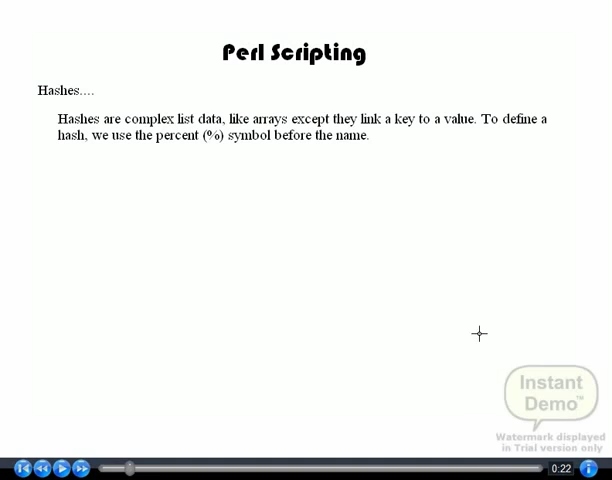 Perl Scripting
Hashes....
Hashes are complex list data, like arrays except they link a key to a value. To define a
hash, we use the percent (%) symbol before the name.
Instant
Demo™
Watermark displayed
in Trial version only
0:22